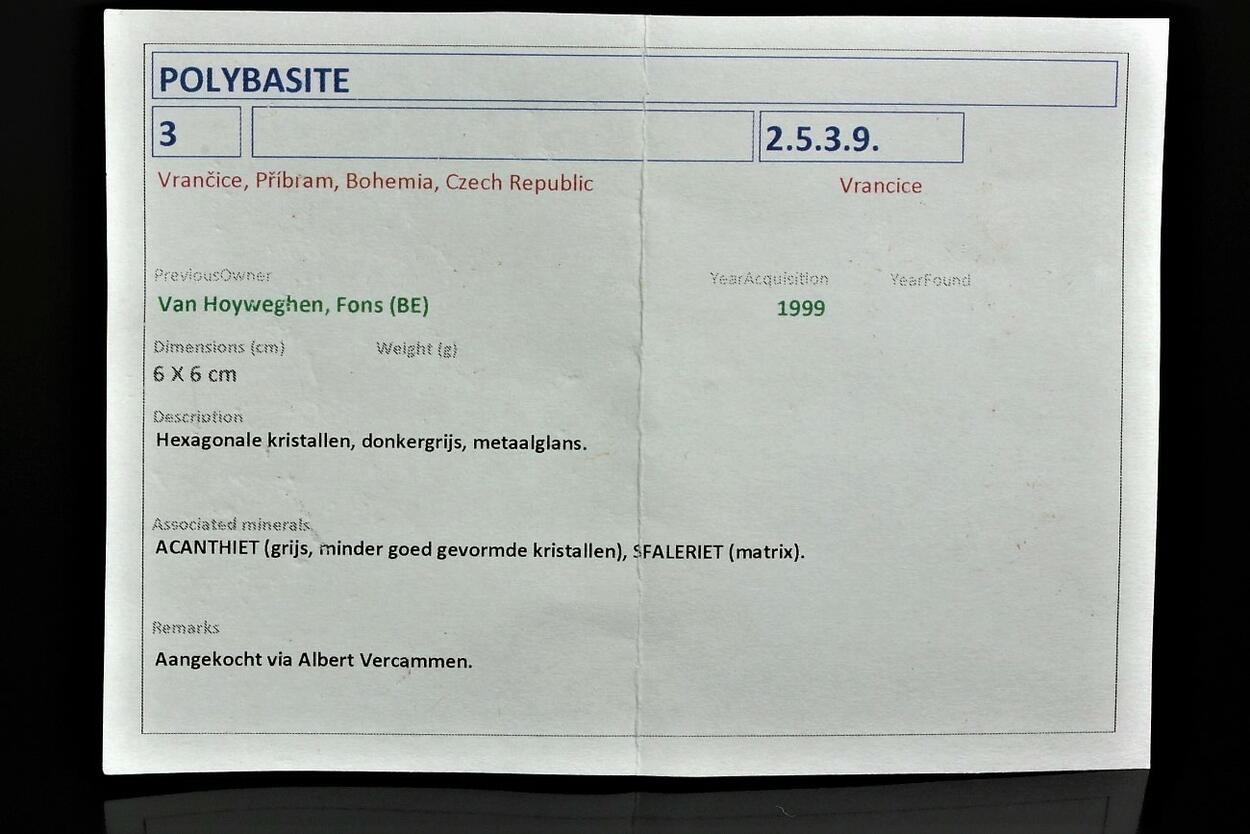 POLYBASITE
3 2.5.3.9.
Vrančice, Příbram, Bohemia, Czech Republic Vrancice
PreviousOwner YearAcquisition YearFound
Van Hoyweghen, Fons (BE) 1999
Dimensions (cm) Weight (g)
6 X 6 cm
Description
Hexagonale kristallen, donkergrijs, metaalglans.
Associated minerals
ACANTHIET (grijs, minder goed gevormde kristallen), SFALERIET (matrix).
Remarks
Aangekocht via Albert Vercammen.